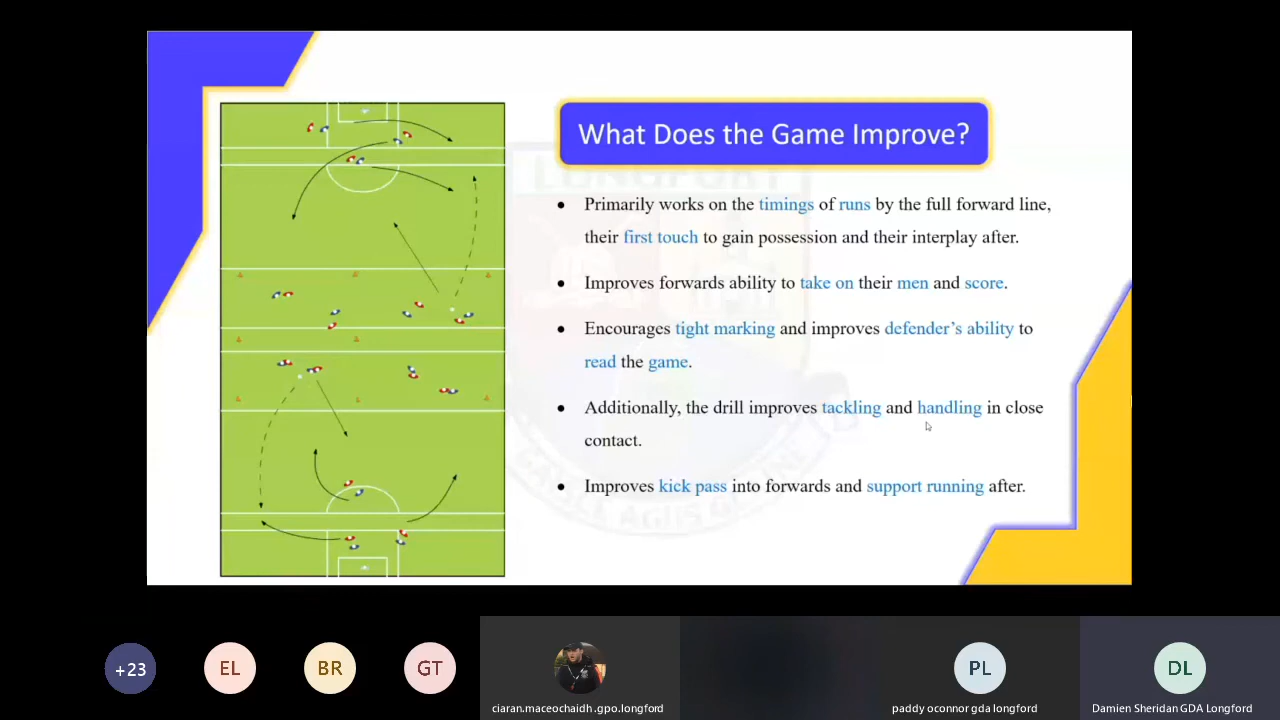 What Does the Game Improve?
• Primarily works on the timings of runs by the full forward line,
their first touch to gain possession and their interplay after.
• Improves forwards ability to take on their men and score.
• Encourages tight marking and improves defender’s ability to
read the game.
• Additionally, the drill improves tackling and handling in close
contact.
• Improves kick pass into forwards and support running after.
+23
EL
BR
GT
PL
DL
ciaran.maceochaidh.gpo.longford
paddy oconnor gda longford
Damien Sheridan GDA Longford